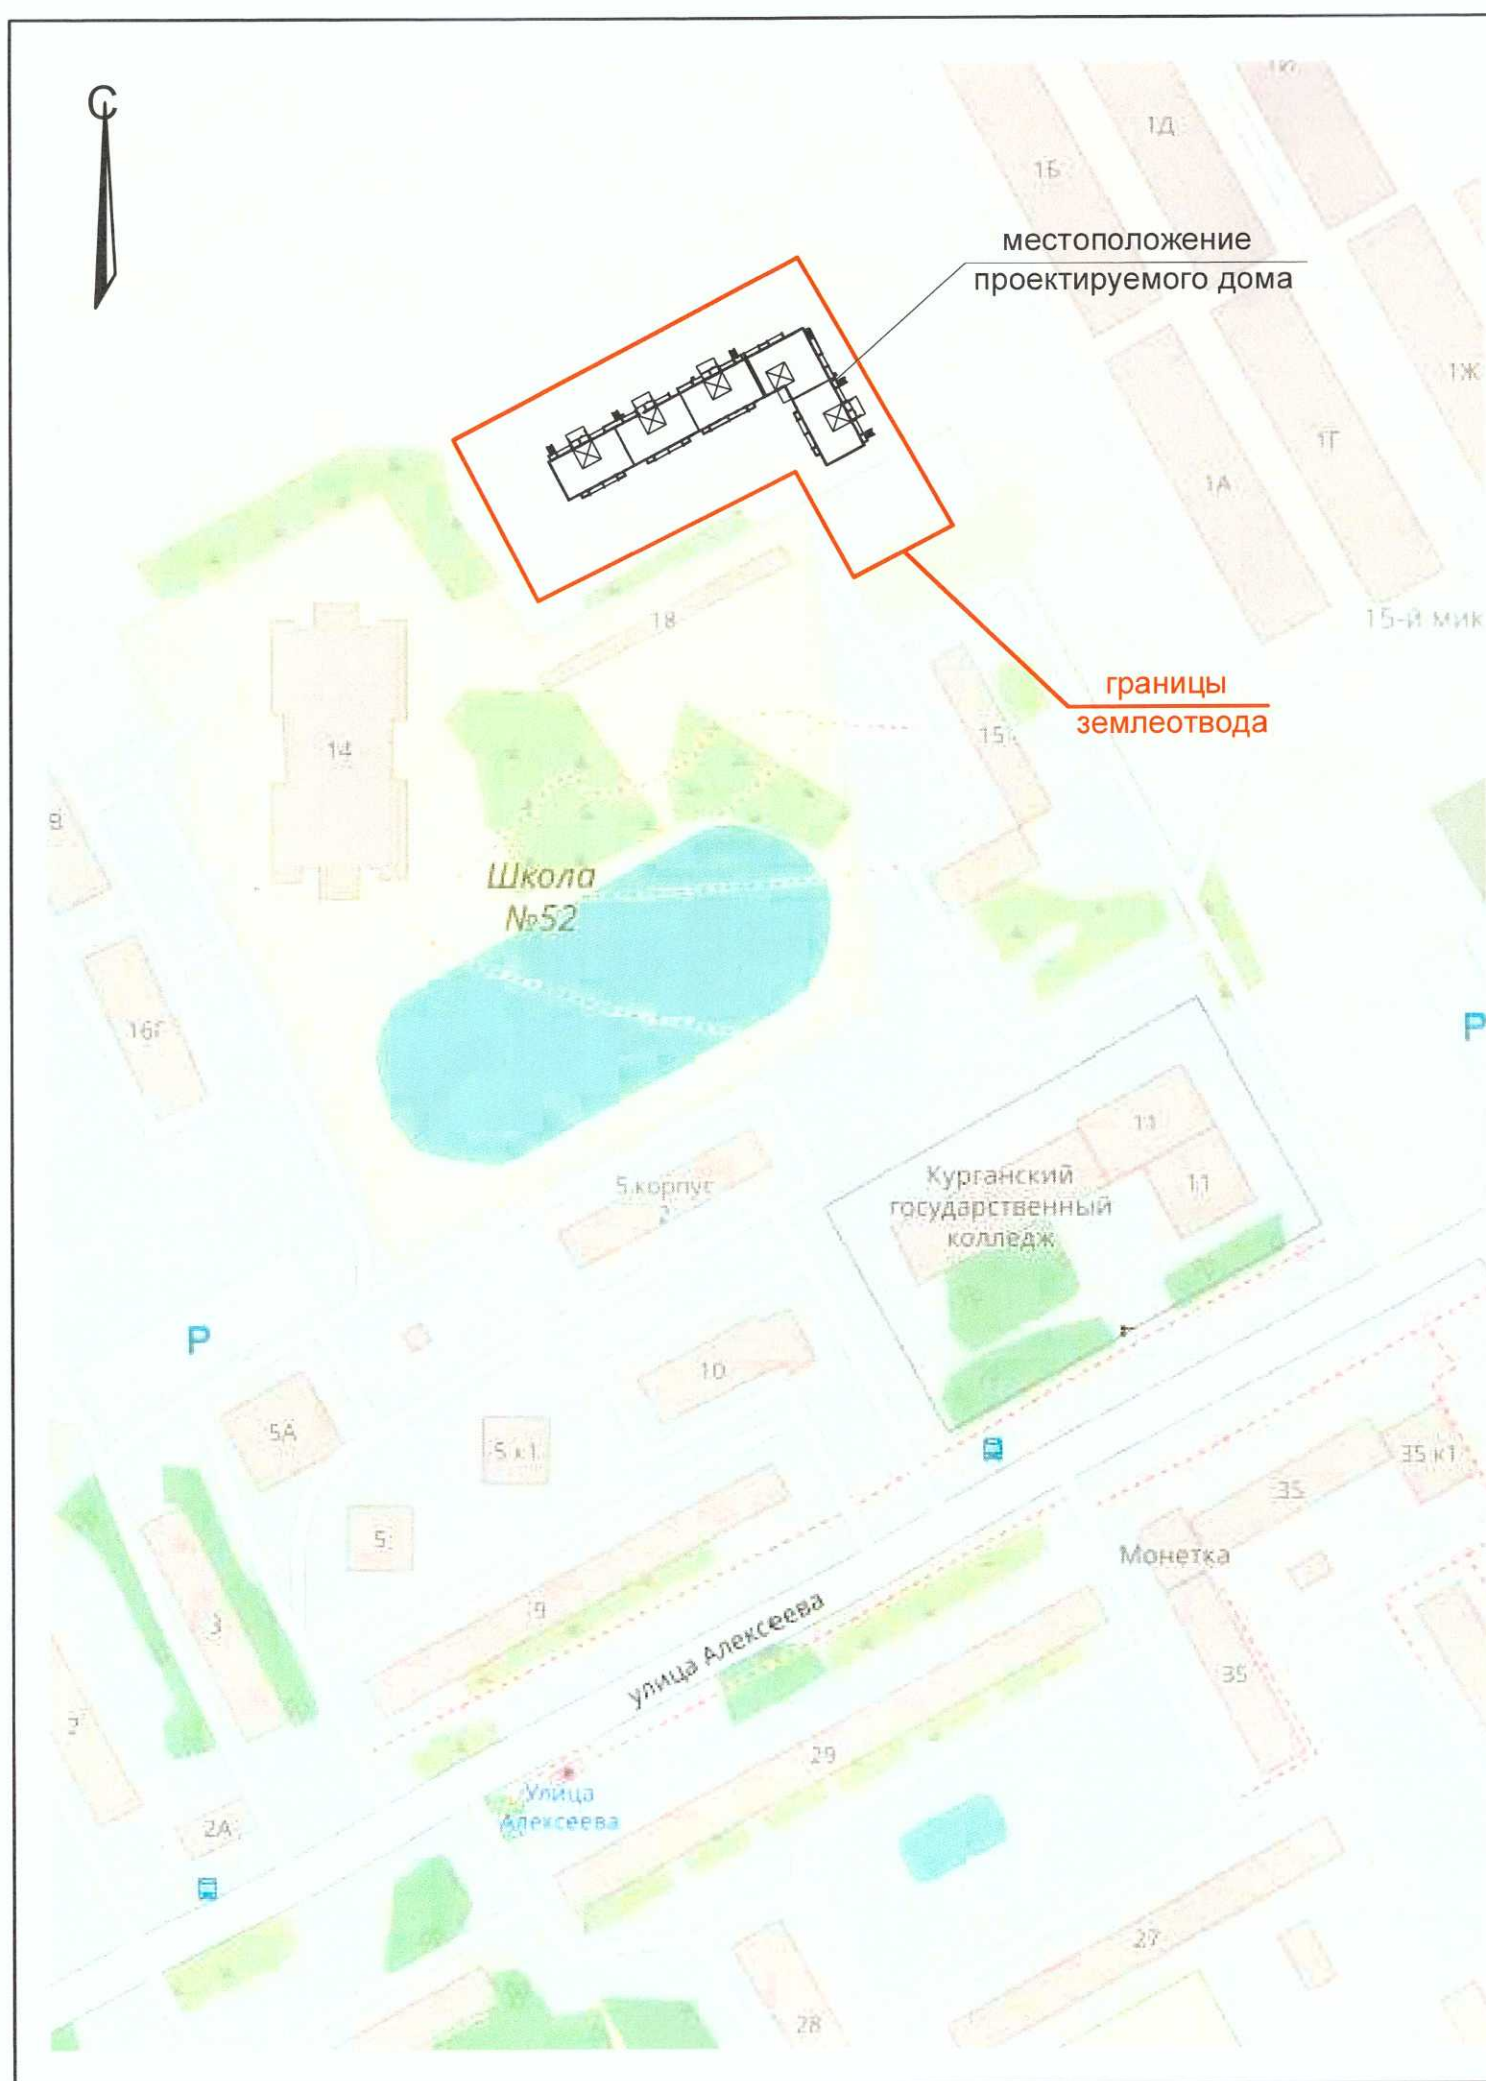 С
1Д
1Б
местоположение
проектируемого дома
1Ж
1Г
1А
18
15-й мик
границы
землеотвода
15
14
В
Школа
№52
16Г
Р
11
5 корпус
2
Курганский
государственный
колледж
11
Р
10
5А
5 к1
35 к1
35
5
Монетка
9
3
улица Алексеева
35
2
29
Улица
Алексеева
2А
27
28